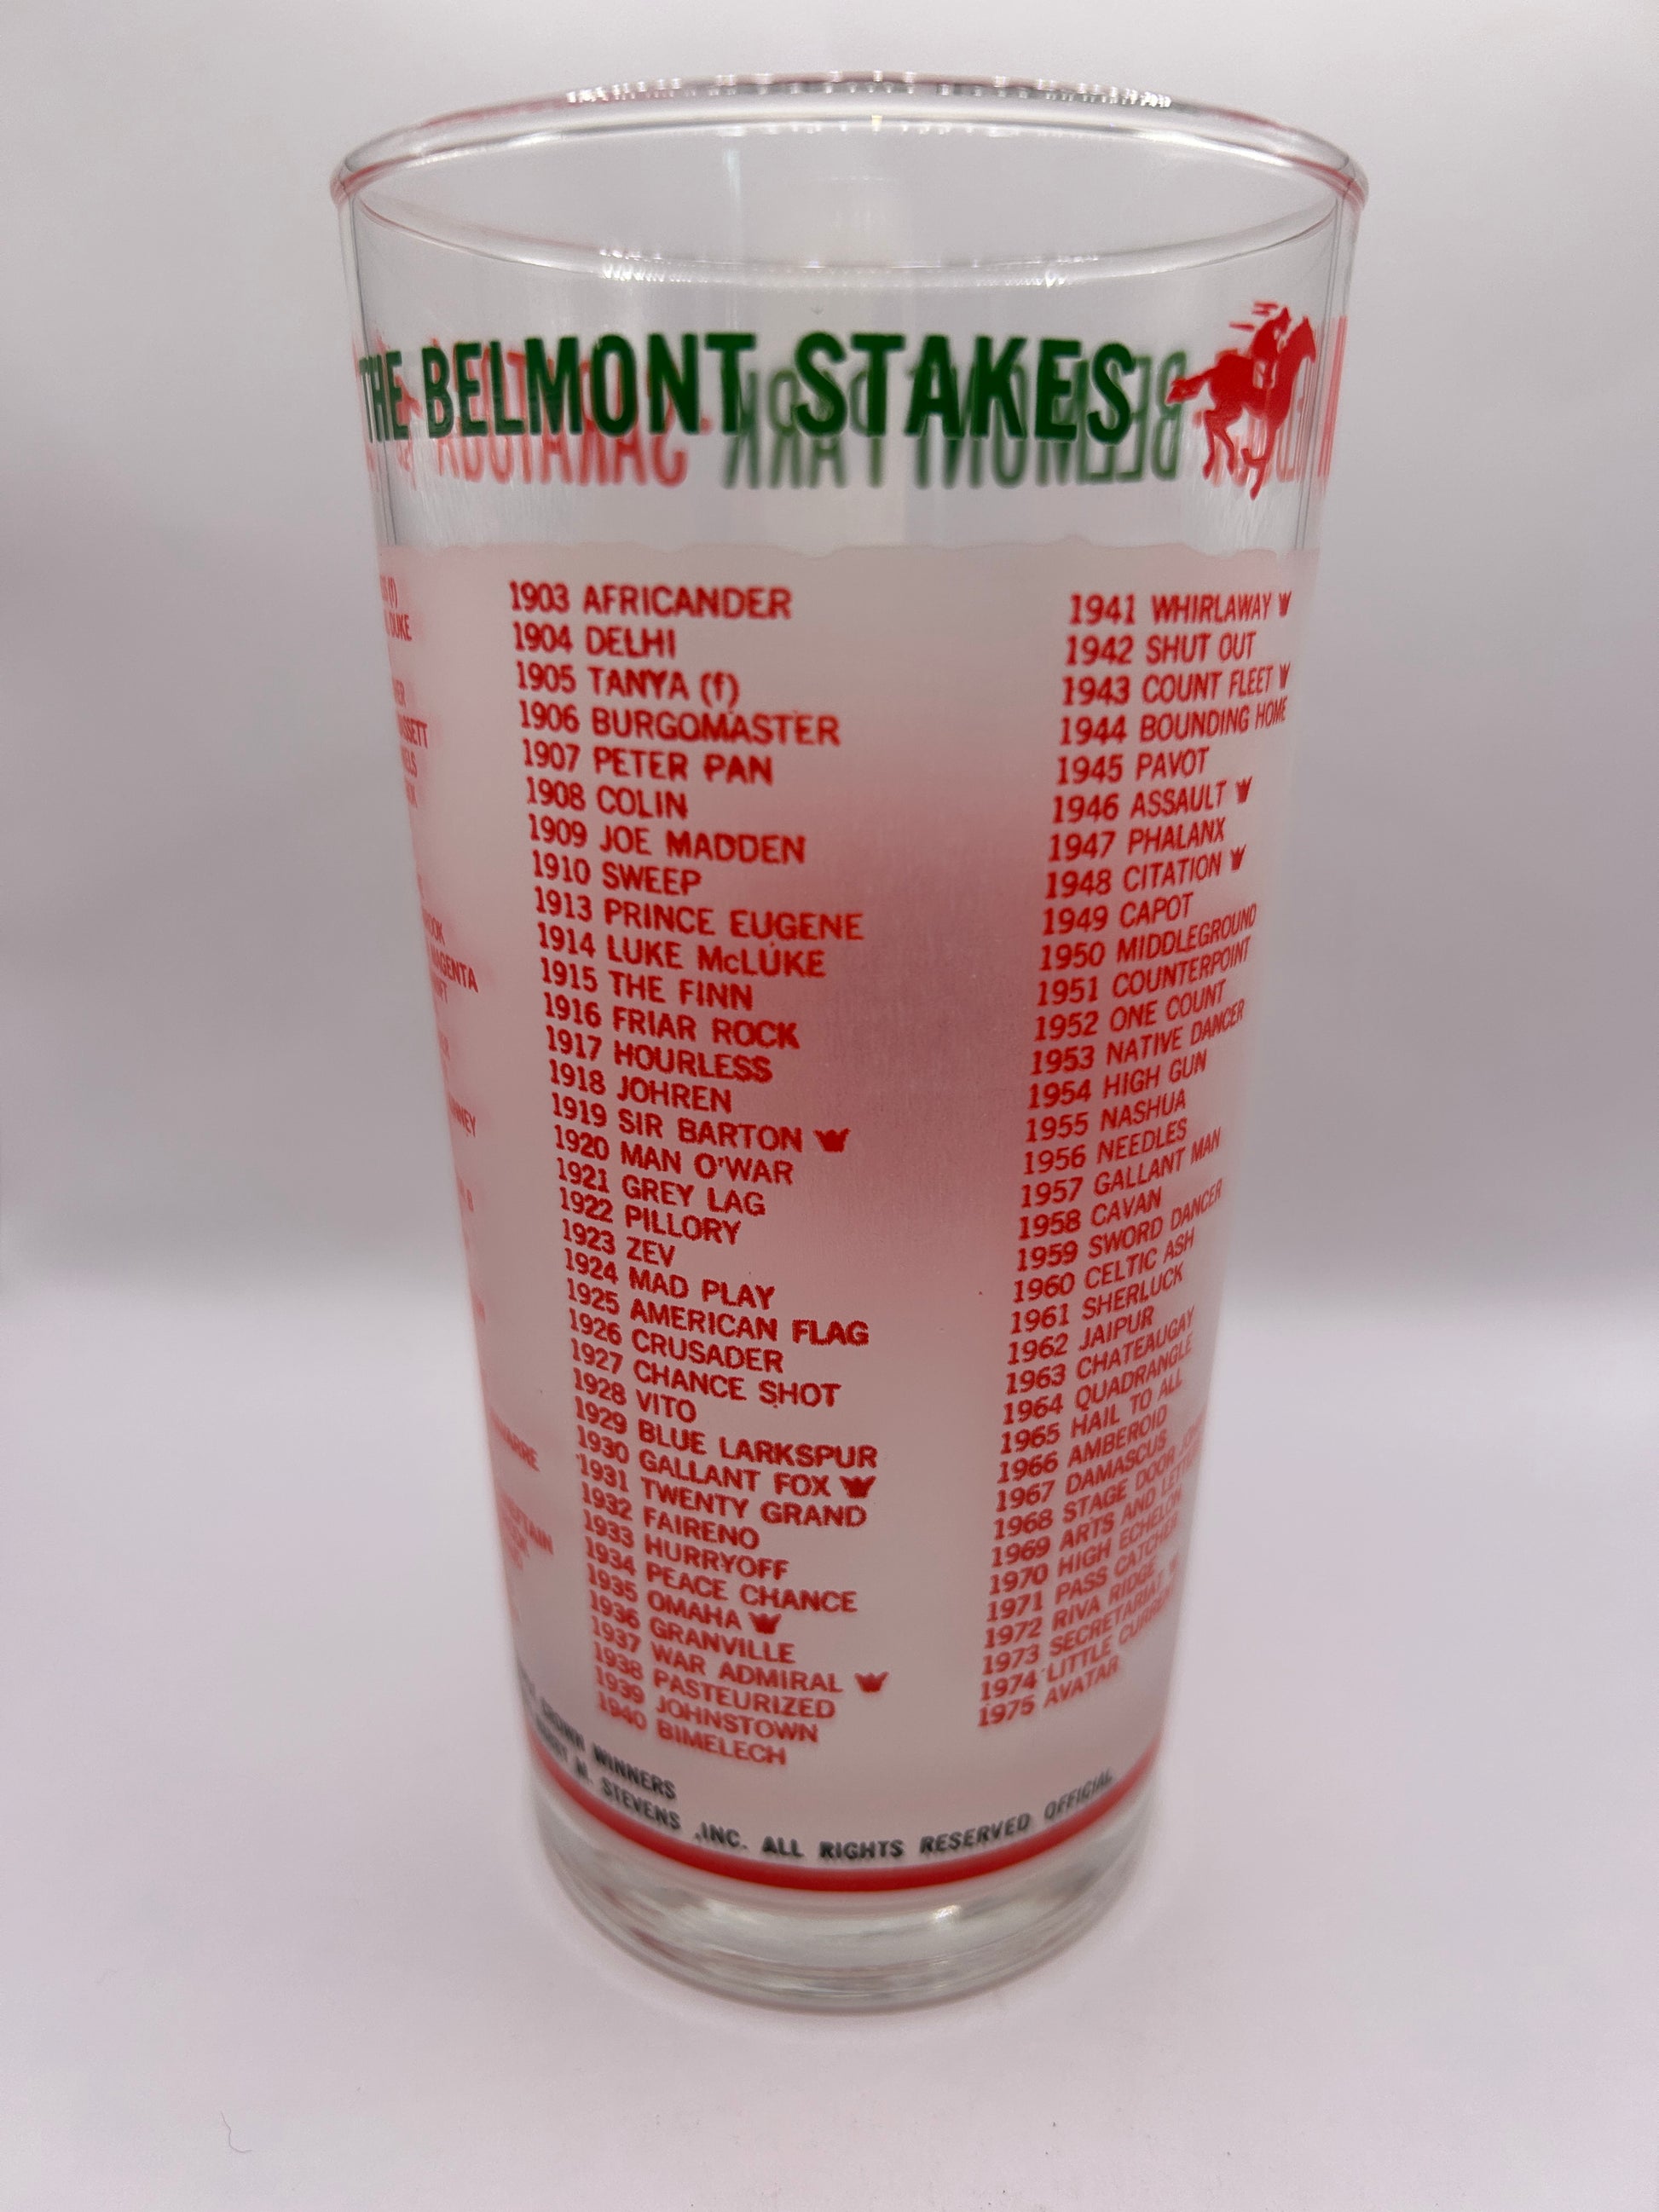 THE BELMONT STAKES
BELMONT PARK
SARATOGA
DUKE
1903 AFRICANDER
1904 DELHI
1905 TANYA (f)
1906 BURGOMASTER
1907 PETER PAN
1908 COLIN
1909 JOE MADDEN
1910 SWEEP
1913 PRINCE EUGENE
1914 LUKE McLUKE
1915 THE FINN
1916 FRIAR ROCK
1917 HOURLESS
1918 JOHREN
1919 SIR BARTON
1920 MAN O'WAR
1921 GREY LAG
1922 PILLORY
1923 ZEV
1924 MAD PLAY
1925 AMERICAN FLAG
1926 CRUSADER
1927 CHANCE SHOT
1928 VITO
1929 BLUE LARKSPUR
1930 GALLANT FOX
1931 TWENTY GRAND
1932 FAIRENO
1933 HURRYOFF
1934 PEACE CHANCE
1935 OMAHA
1936 GRANVILLE
1937 WAR ADMIRAL
1938 PASTEURIZED
1939 JOHNSTOWN
1940 BIMELECH
1941 WHIRLAWAY
1942 SHUT OUT
1943 COUNT FLEET
1944 BOUNDING HOME
1945 PAVOT
1946 ASSAULT
1947 PHALANX
1948 CITATION
1949 CAPOT
1950 MIDDLEGROUND
1951 COUNTERPOINT
1952 ONE COUNT
1953 NATIVE DANCER
1954 HIGH GUN
1955 NASHUA
1956 NEEDLES
1957 GALLANT MAN
1958 CAVAN
1959 SWORD DANCER
1960 CELTIC ASH
1961 SHERLUCK
1962 JAIPUR
1963 CHATEAUGAY
1964 QUADRANGLE
1965 HAIL TO ALL
1966 AMBEROID
1967 DAMASCUS
1968 STAGE DOOR
1969 ARTS AND
1970 HIGH ECHELON
1971 PASS CATCHER
1972 RIVA RIDGE
1973 SECRETARIAT
1974 LITTLE CURRENT
1975 AVATAR
CROWN WINNERS
M. STEVENS ,INC. ALL RIGHTS RESERVED OFFICIAL